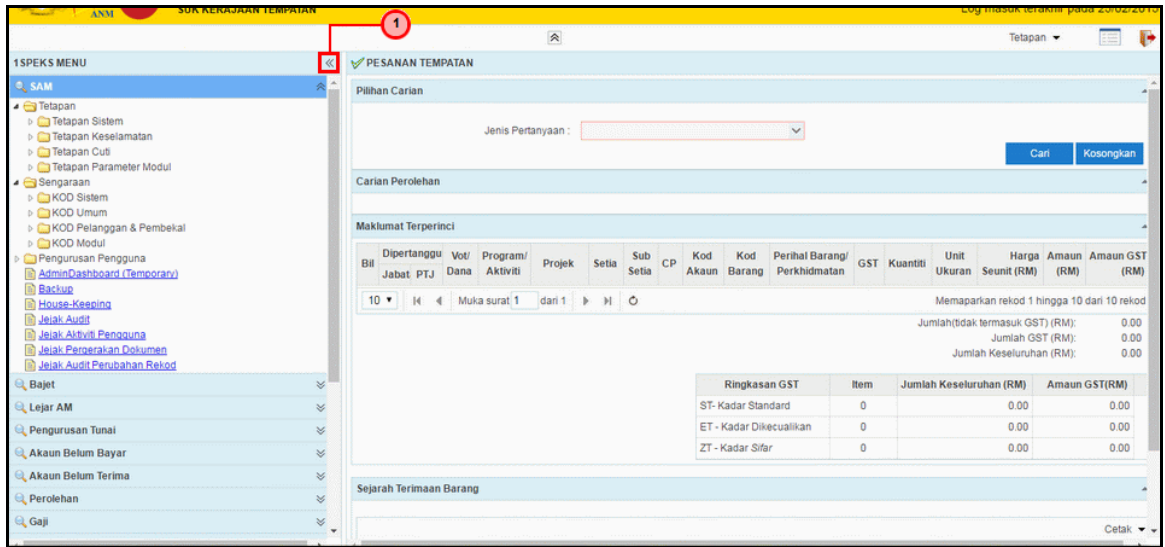 ANM SUK KERAJAAN TEMPATAN Log masuk terakhir pada 25/02/2015
1
Tetapan
1SPEKS MENU
PESANAN TEMPATAN
SAM
Tetapan
Tetapan Sistem
Tetapan Keselamatan
Tetapan Cuti
Tetapan Parameter Modul
Sengaraan
KOD Sistem
KOD Umum
KOD Pelanggan & Pembekal
KOD Modul
Pengurusan Pengguna
AdminDashboard (Temporary)
Backup
House-Keeping
Jejak Audit
Jejak Aktiviti Pengguna
Jejak Pergerakan Dokumen
Jejak Audit Perubahan Rekod
Bajet
Lejar AM
Pengurusan Tunai
Akaun Belum Bayar
Akaun Belum Terima
Perolehan
Gaji
Pilihan Carian
Jenis Pertanyaan :
Cari Kosongkan
Carian Perolehan
Maklumat Terperinci
Bil Dipertanggu Vot/ Program/ Projek Setia Sub CP Kod Kod Perihal Barang/ GST Kuantiti Unit Harga Amaun Amaun GST
Jabat PTJ Dana Aktiviti Setia Akaun Barang Perkhidmatan Ukuran Seunit (RM) (RM) (RM)
10 Muka surat 1 dari 1 Memaparkan rekod 1 hingga 10 dari 10 rekod
Jumlah(tidak termasuk GST) (RM): 0.00
Jumlah GST (RM): 0.00
Jumlah Keseluruhan (RM): 0.00
Ringkasan GST Item Jumlah Keseluruhan (RM) Amaun GST(RM)
ST- Kadar Standard 0 0.00 0.00
ET - Kadar Dikecualikan 0 0.00 0.00
ZT - Kadar Sifar 0 0.00 0.00
Sejarah Terimaan Barang
Cetak